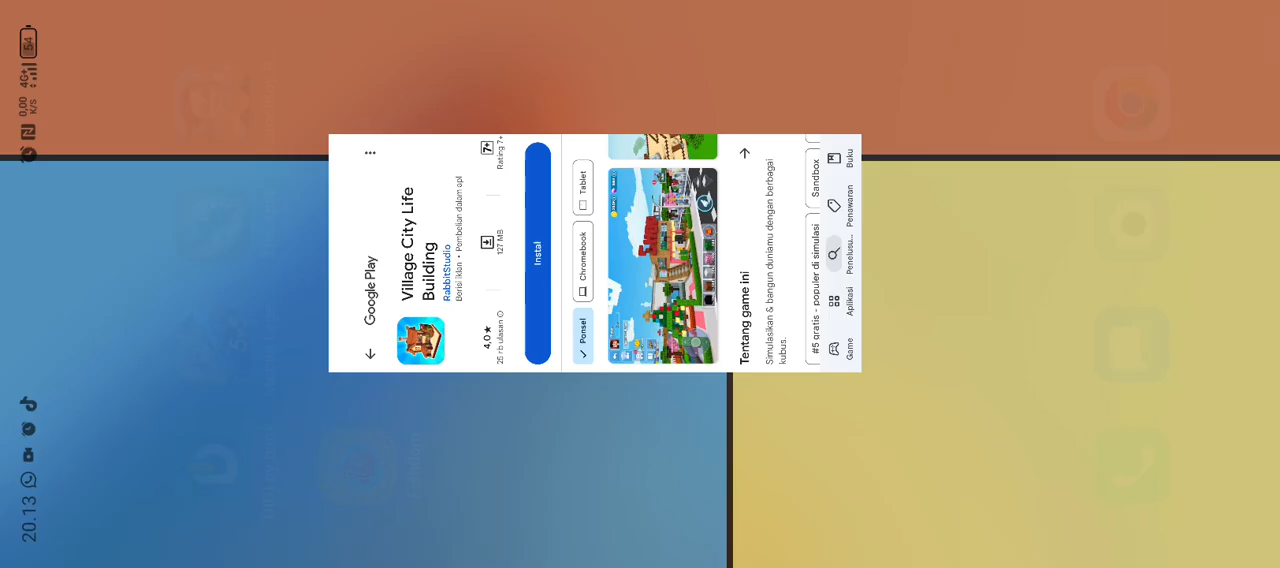 20.13
0,00
K/S
4G+
54
Google Play
Village City Life
Building
RabbitStudio
Berisi iklan • Pembelian dalam apl
4,0★
25 rb ulasan
127 MB
7+
Rating 7+
Instal
Ponsel
Chromebook
Tablet
Tentang game ini
Simulasikan & bangun duniamu dengan berbagai
kubus.
#5 gratis - populer di simulasi
Sandbox
Game
Aplikasi
Penelusu...
Penawaran
Buku